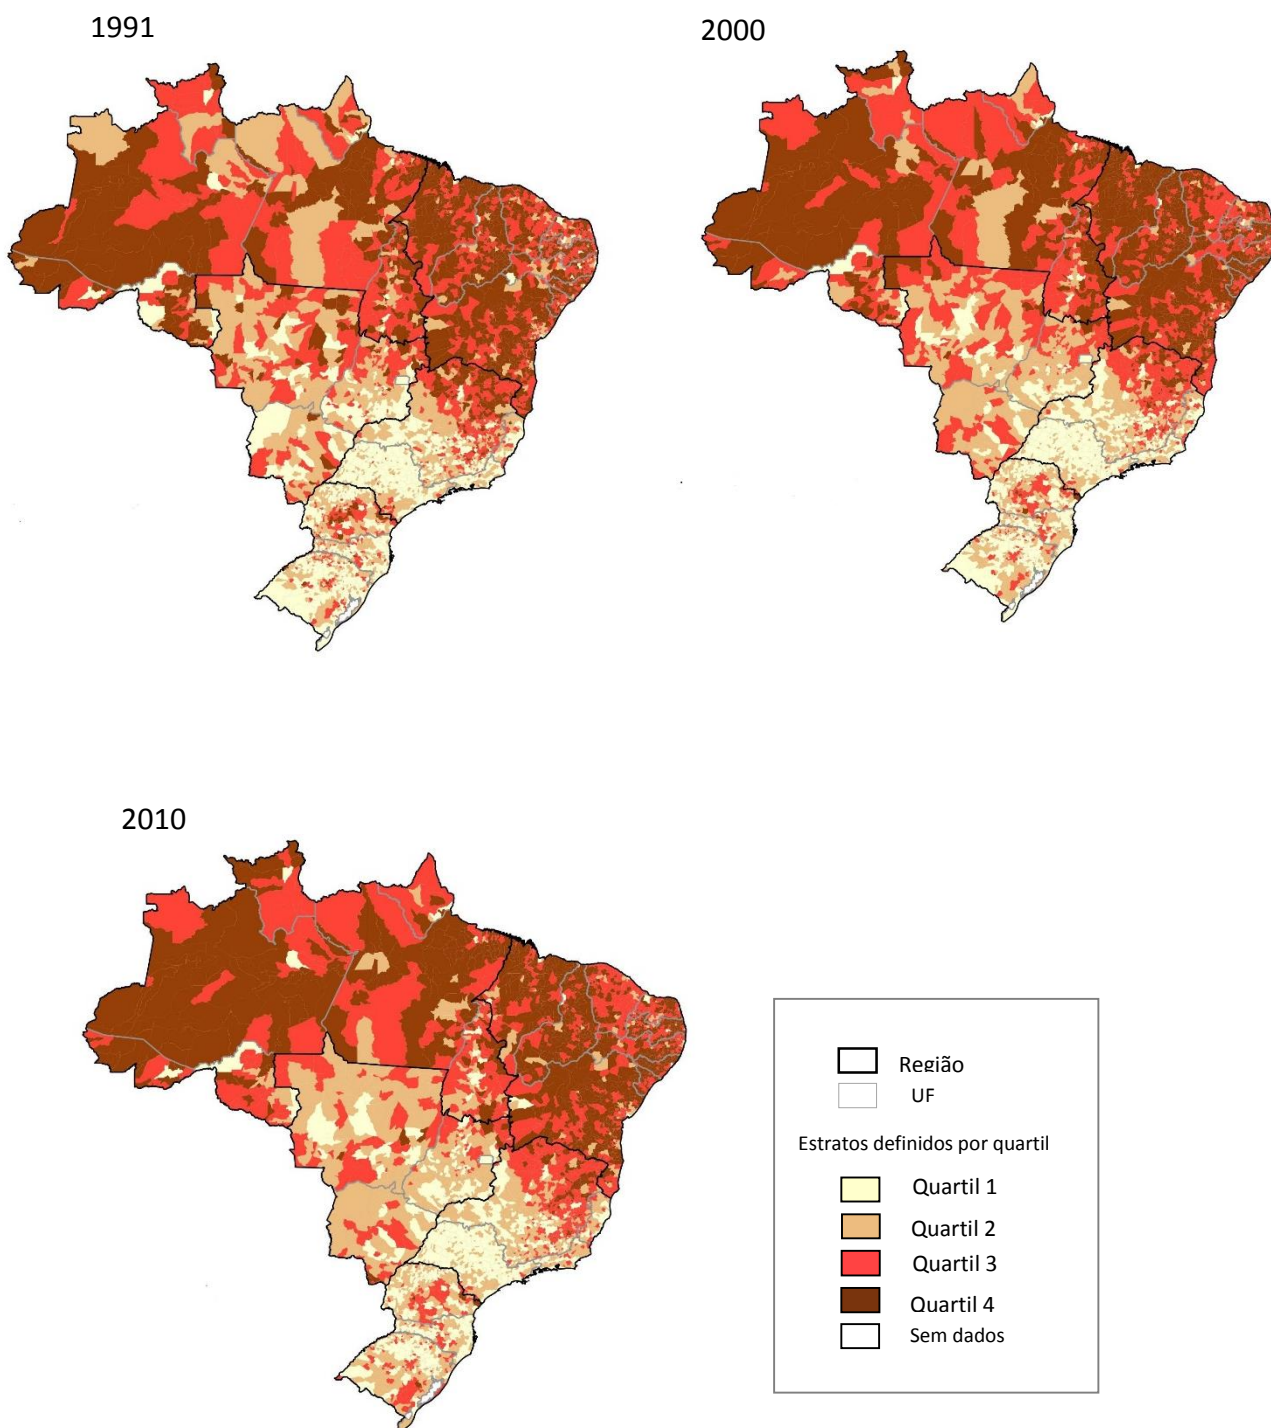 1991
2000
2010
Região
UF
Estratos definidos por quartil
Quartil 1
Quartil 2
Quartil 3
Quartil 4
Sem dados